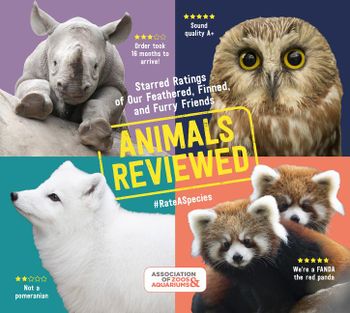 Order took
16 months to
arrive!
Sound
quality A+
Starred Ratings
of Our Feathered, Finned,
and Furry Friends
ANIMALS
REVIEWED
#RateASpecies
Not a
pomeranian
ASSOCIATION
OF ZOOS
AQUARIUMS &
We're a FANDA
the red panda